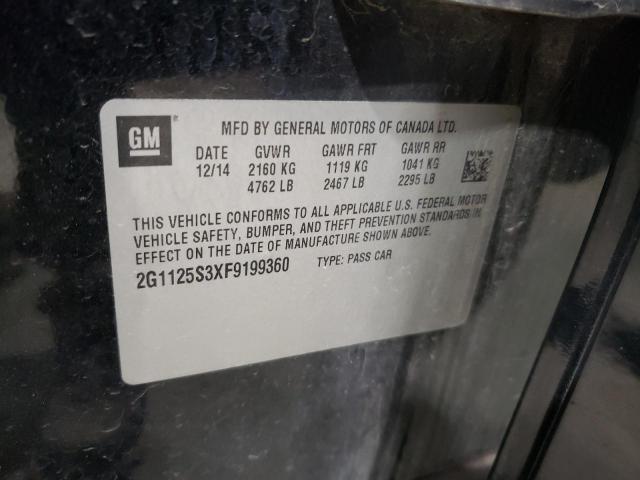 GM
MFD BY GENERAL MOTORS OF CANADA LTD.
DATE GVWR GAWR FRT GAWR RR
12/14 2160 KG 1119 KG 1041 KG
4762 LB 2467 LB 2295 LB
THIS VEHICLE CONFORMS TO ALL APPLICABLE U.S. FEDERAL MOTOR
VEHICLE SAFETY, BUMPER, AND THEFT PREVENTION STANDARDS IN
EFFECT ON THE DATE OF MANUFACTURE SHOWN ABOVE.
2G1125S3XF9199360 TYPE: PASS CAR